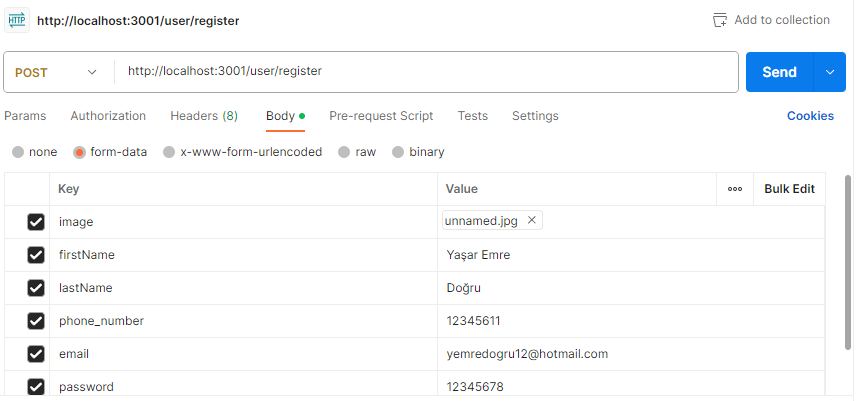 HTTP http://localhost:3001/user/register Add to collection
POST http://localhost:3001/user/register Send
Params Authorization Headers (8) Body Pre-request Script Tests Settings Cookies
none form-data x-www-form-urlencoded raw binary
Key Value Bulk Edit
image unnamed.jpg
firstName Yaşar Emre
lastName Doğru
phone_number 12345611
email yemredogru12@hotmail.com
password 12345678